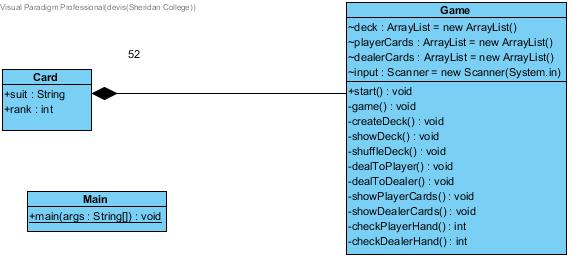 Visual Paradigm Professional(devis(Sheridan College))
52
Card
+suit : String
+rank : int
Main
+main(args : String[]) : void
Game
~deck : ArrayList = new ArrayList()
~playerCards : ArrayList = new ArrayList()
~dealerCards : ArrayList = new ArrayList()
~input : Scanner = new Scanner(System.in)
+start() : void
-game() : void
-createDeck() : void
-showDeck() : void
-shuffleDeck() : void
-dealToPlayer() : void
-dealToDealer() : void
-showPlayerCards() : void
-showDealerCards() : void
-checkPlayerHand() : int
-checkDealerHand() : int